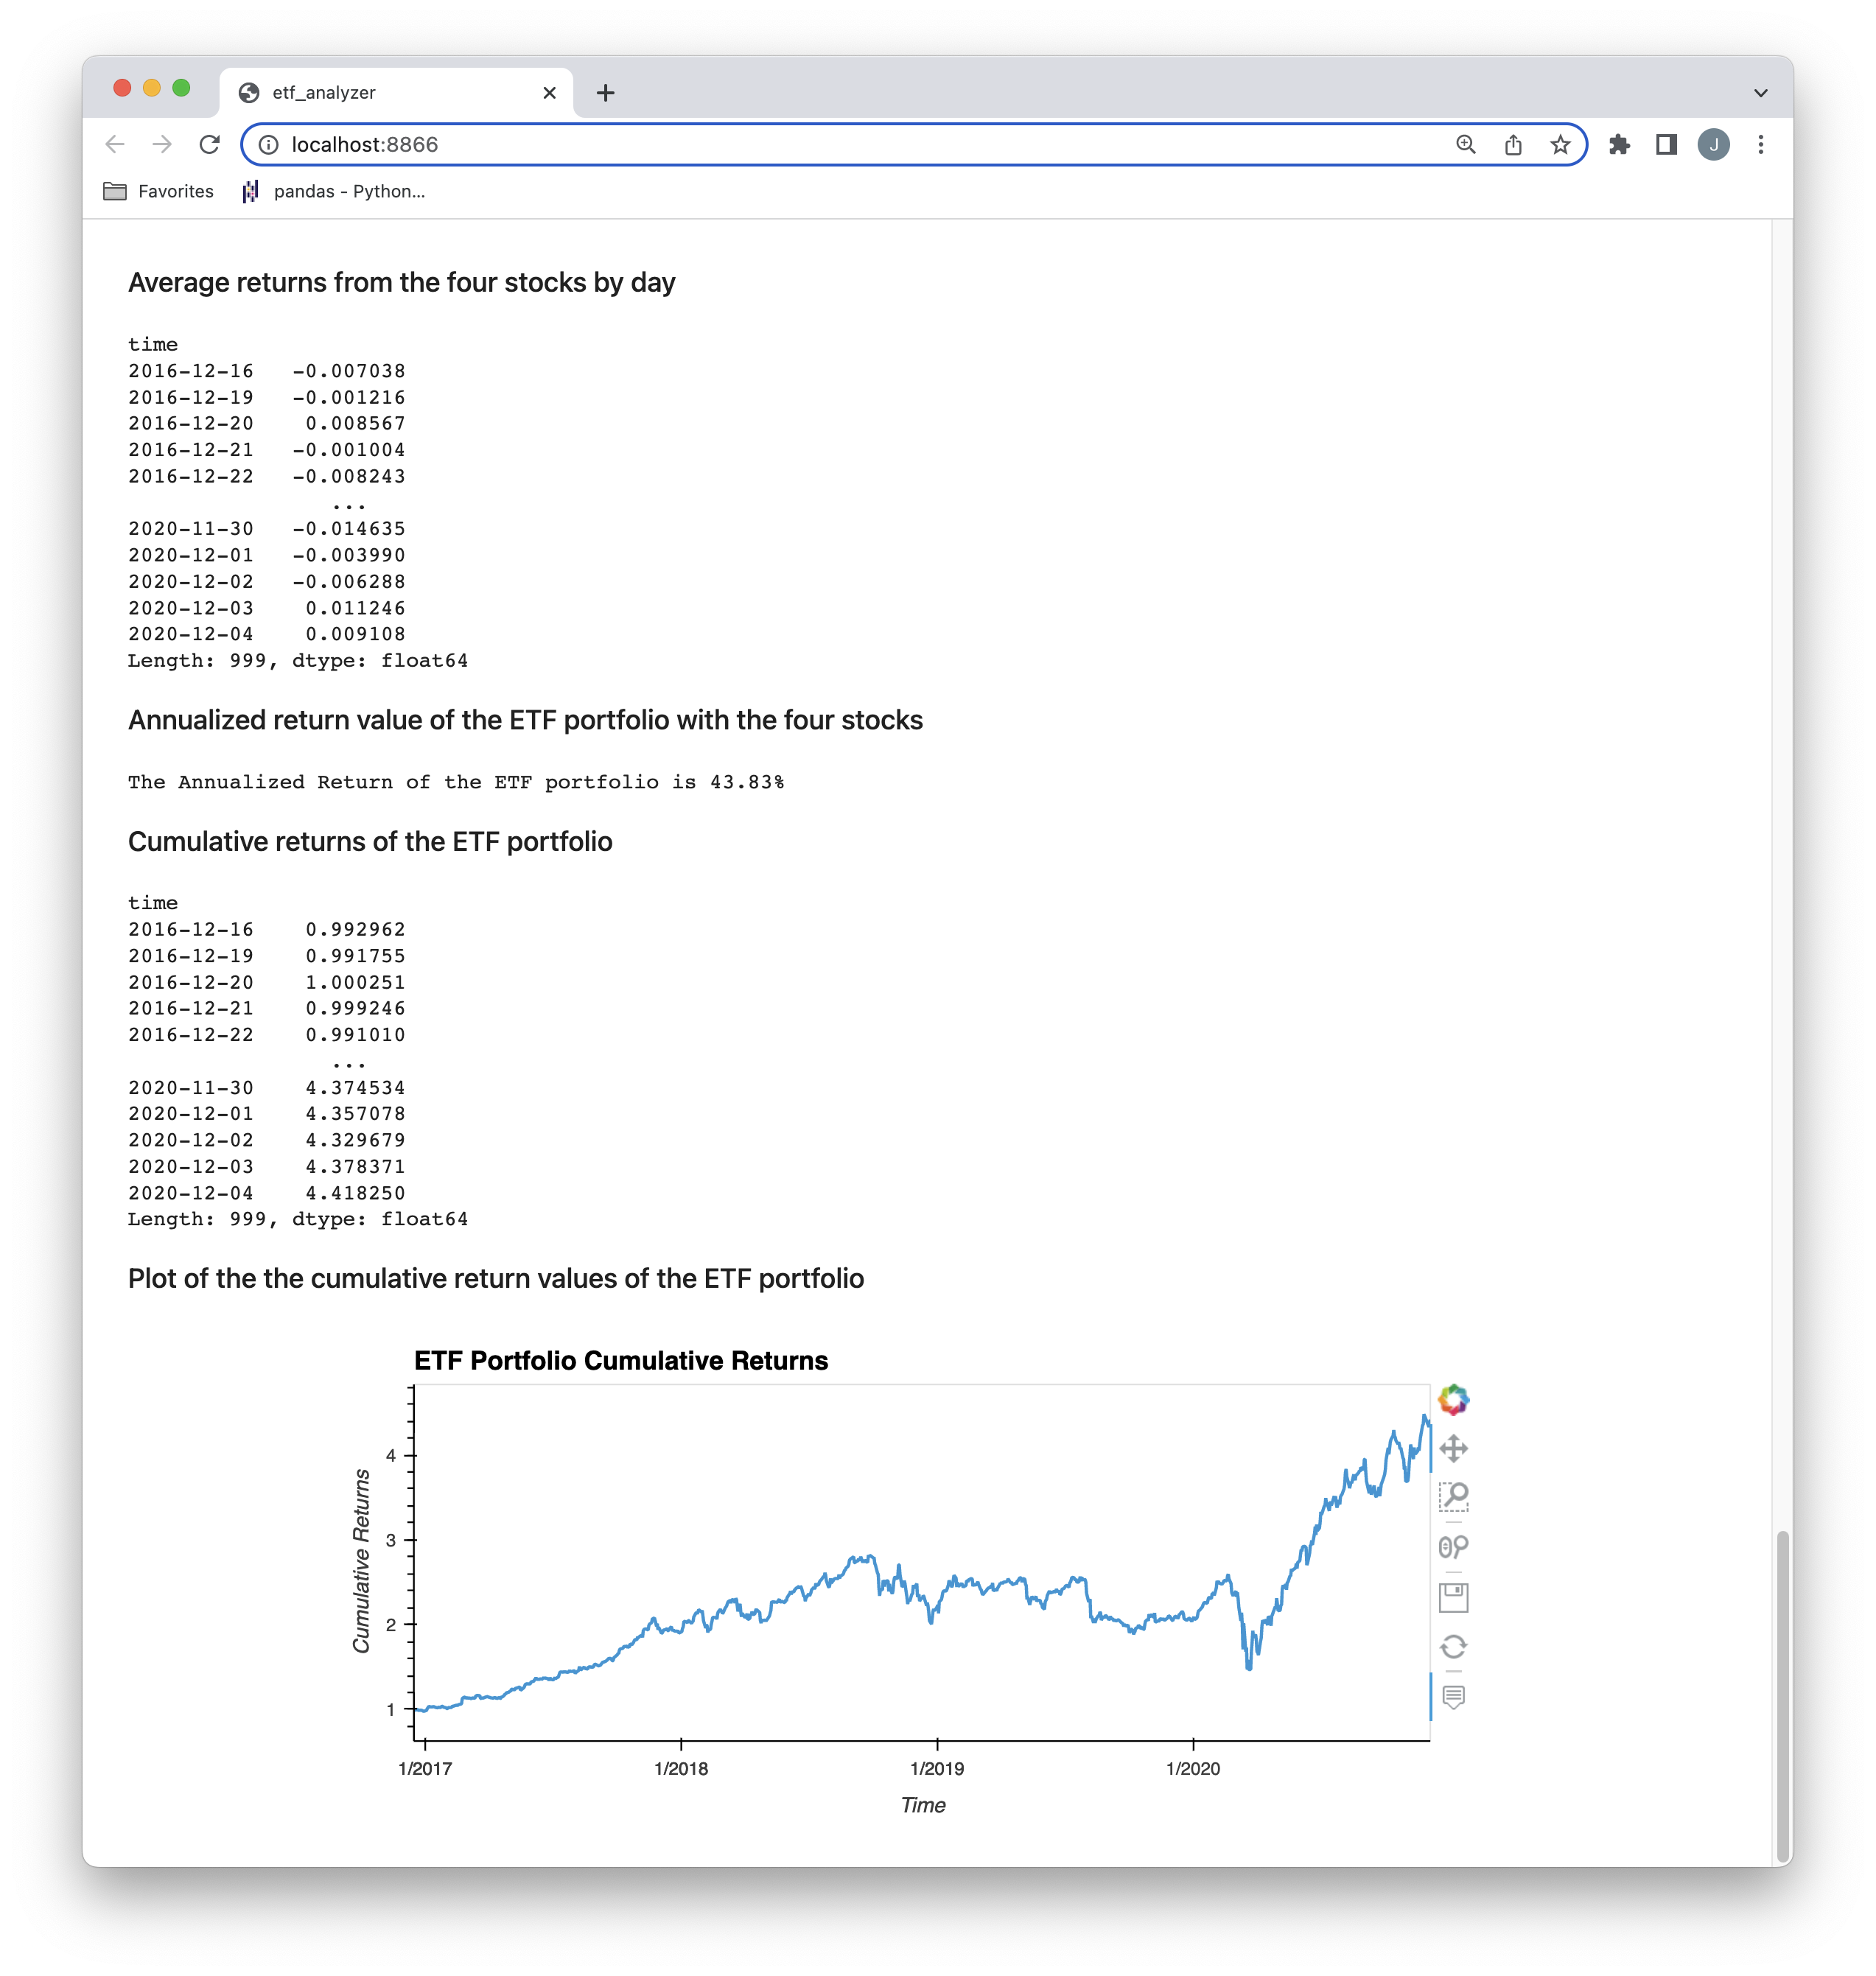 etf_analyzer
localhost:8866
J
Favorites
pandas - Python...
Average returns from the four stocks by day
time
2016-12-16 -0.007038
2016-12-19 -0.001216
2016-12-20 0.008567
2016-12-21 -0.001004
2016-12-22 -0.008243
...
2020-11-30 -0.014635
2020-12-01 -0.003990
2020-12-02 -0.006288
2020-12-03 0.011246
2020-12-04 0.009108
Length: 999, dtype: float64
Annualized return value of the ETF portfolio with the four stocks
The Annualized Return of the ETF portfolio is 43.83%
Cumulative returns of the ETF portfolio
time
2016-12-16 0.992962
2016-12-19 0.991755
2016-12-20 1.000251
2016-12-21 0.999246
2016-12-22 0.991010
...
2020-11-30 4.374534
2020-12-01 4.357078
2020-12-02 4.329679
2020-12-03 4.378371
2020-12-04 4.418250
Length: 999, dtype: float64
Plot of the the cumulative return values of the ETF portfolio
ETF Portfolio Cumulative Returns
Cumulative Returns
4
3
2
1
1/2017 1/2018 1/2019 1/2020
Time